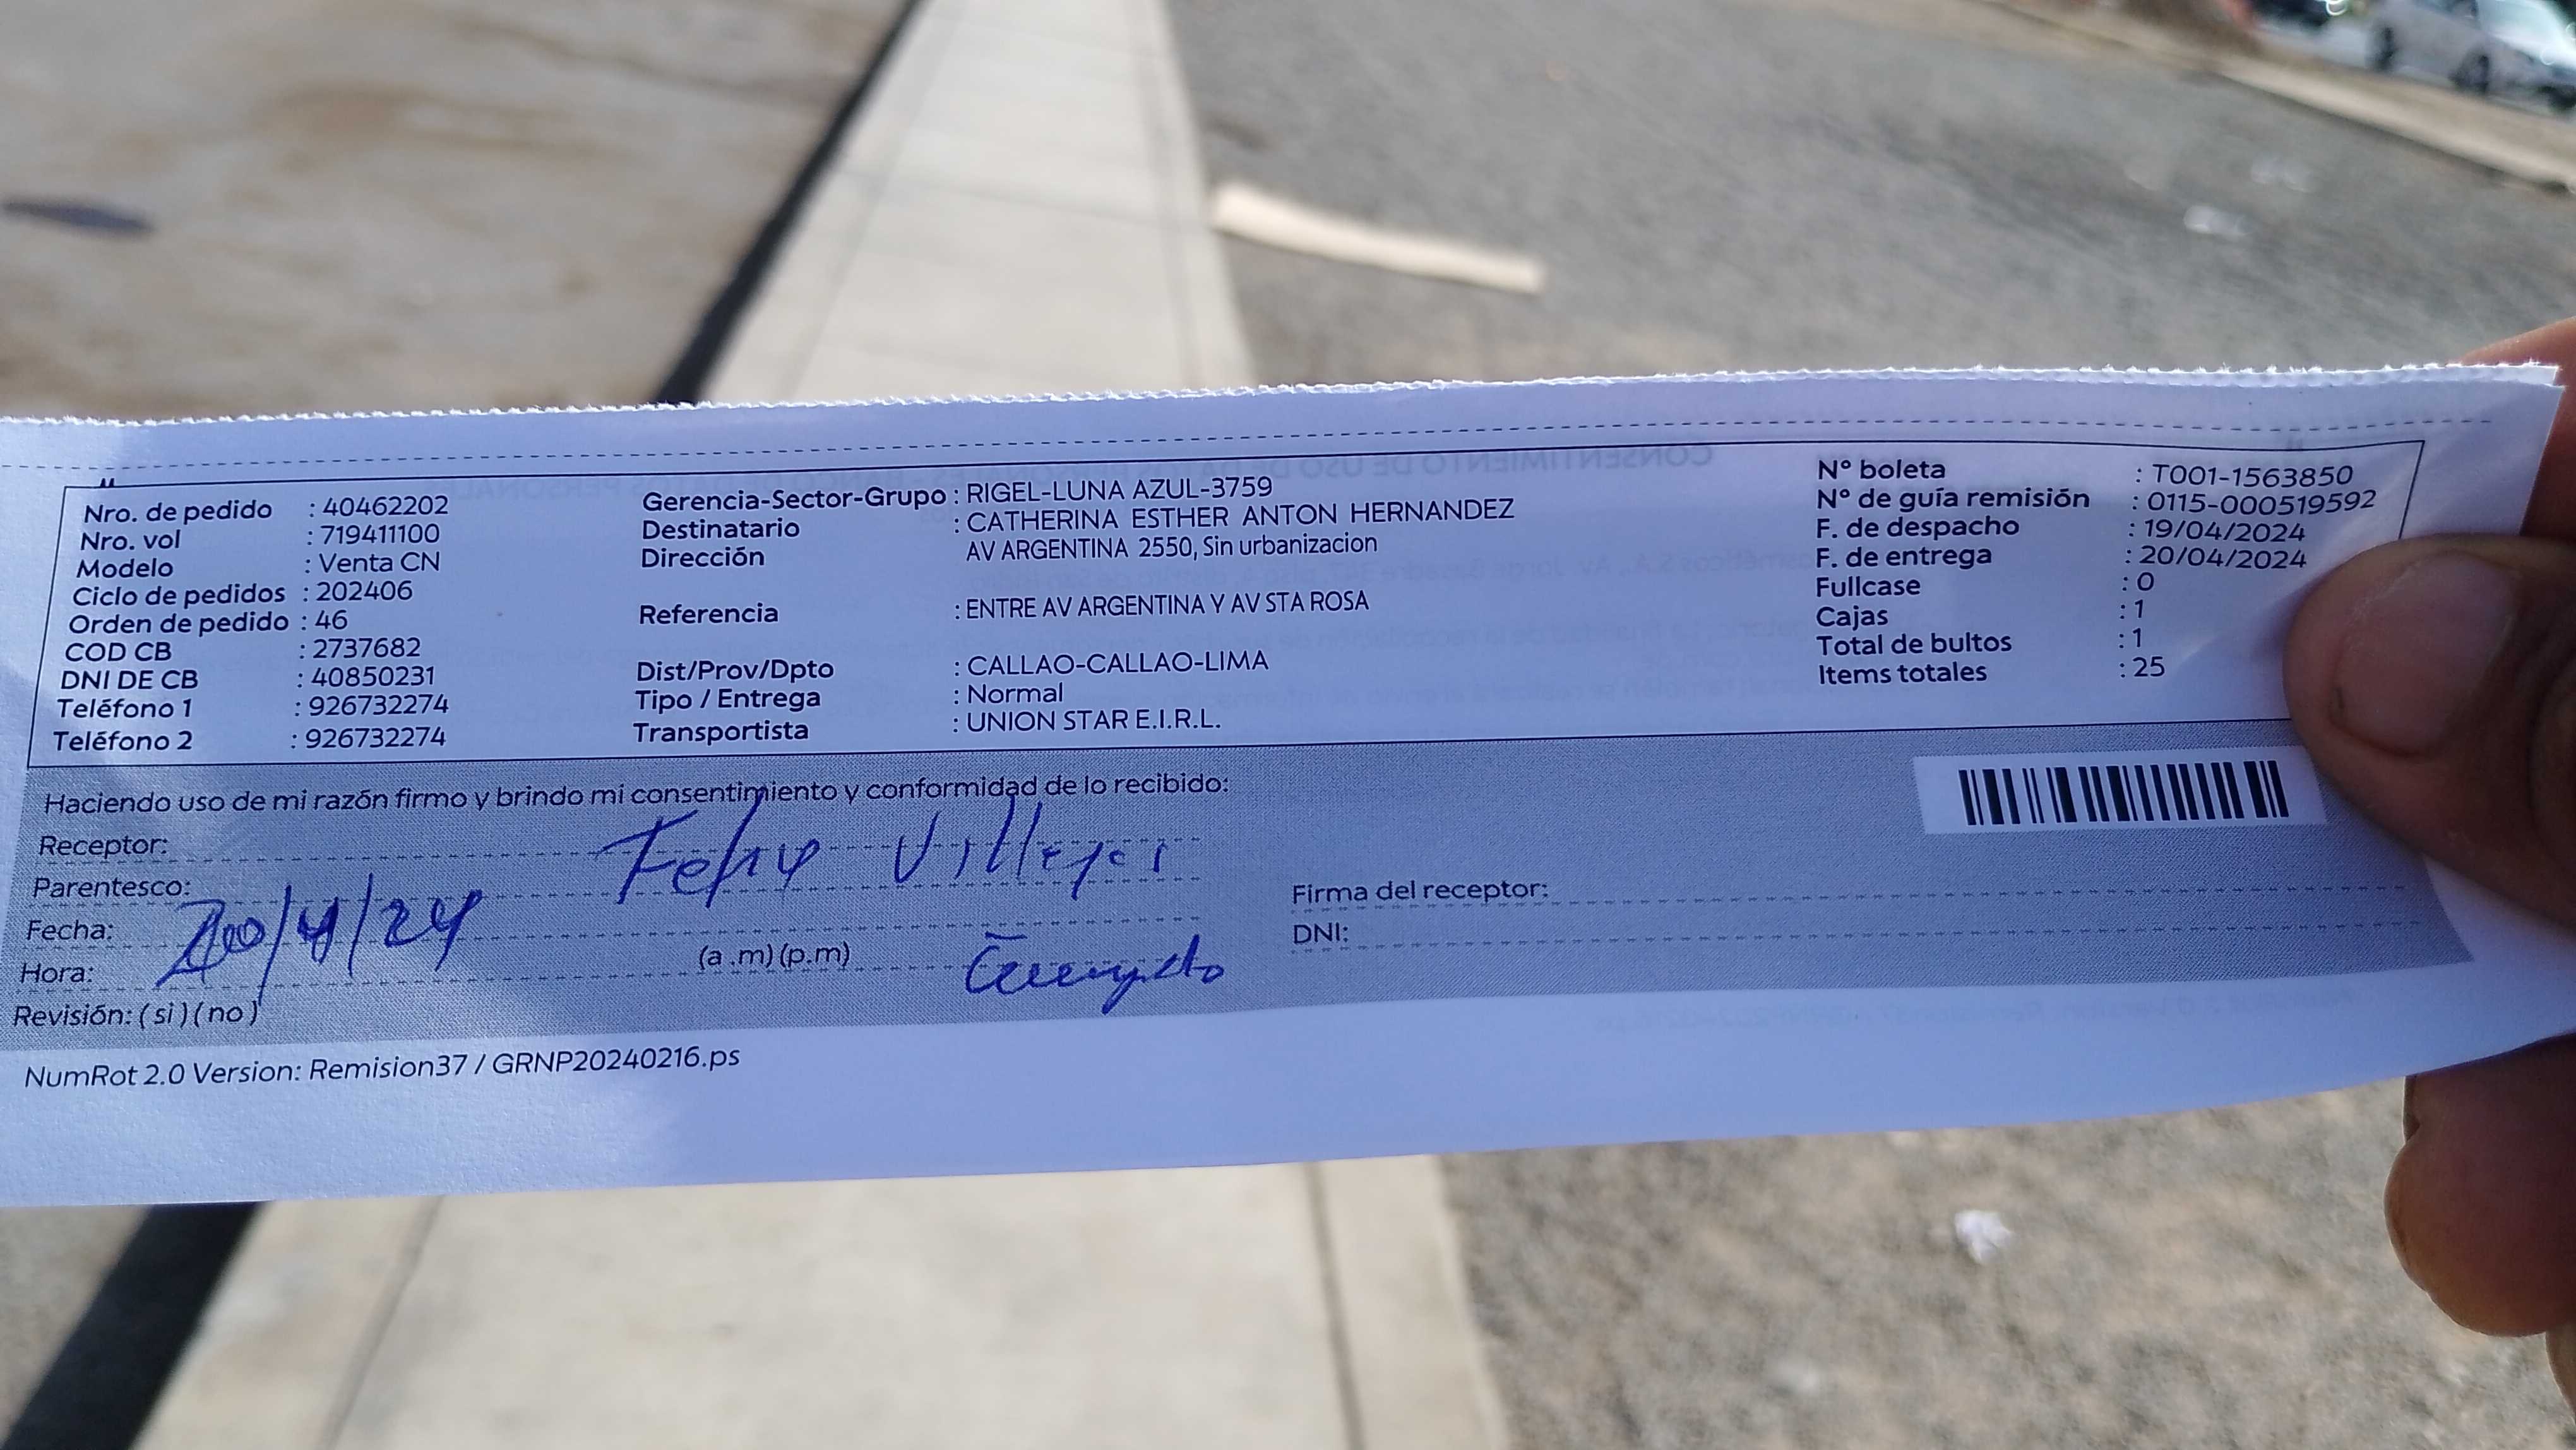 Nro. de pedido : 40462202
Nro. vol : 719411100
Modelo : Venta CN
Ciclo de pedidos : 202406
Orden de pedido : 46
COD CB : 2737682
DNI DE CB : 40850231
Teléfono 1 : 926732274
Teléfono 2 : 926732274
Gerencia-Sector-Grupo : RIGEL-LUNA AZUL-3759
Destinatario : CATHERINA ESTHER ANTON HERNANDEZ
Dirección AV ARGENTINA 2550, Sin urbanizacion
Referencia : ENTRE AV ARGENTINA Y AV STA ROSA
Dist/Prov/Dpto : CALLAO-CALLAO-LIMA
Tipo / Entrega : Normal
Transportista : UNION STAR E.I.R.L.
N° boleta : T001-1563850
N° de guía remisión : 0115-000519592
F. de despacho : 19/04/2024
F. de entrega : 20/04/2024
Fullcase : 0
Cajas : 1
Total de bultos : 1
Items totales : 25
Haciendo uso de mi razón firmo y brindo mi consentimiento y conformidad de lo recibido:
Receptor:
Parentesco:
Fecha: 20/4/24
Hora: (a .m) (p.m)
Revisión: ( si ) ( no )
Firma del receptor:
DNI:
NumRot 2.0 Version: Remision37 / GRNP20240216.ps